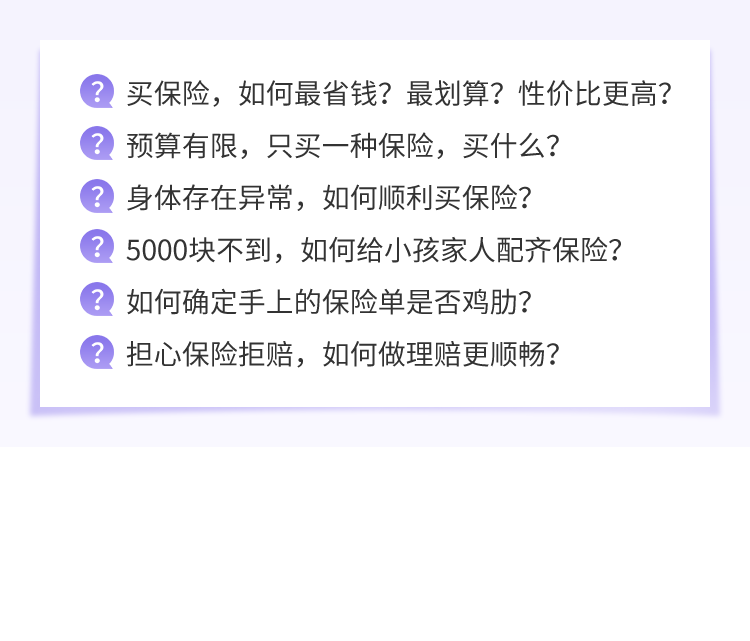 买保险，如何最省钱？最划算？性价比更高？
预算有限，只买一种保险，买什么？
身体存在异常，如何顺利买保险？
5000块不到，如何给小孩家人配齐保险？
如何确定手上的保险单是否鸡肋？
担心保险拒赔，如何做理赔更顺畅？